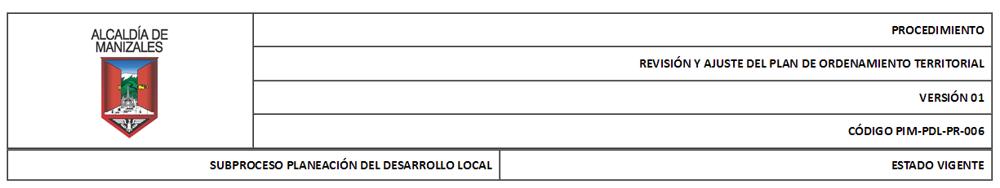 ALCALDÍA DE
MANIZALES
PROCEDIMIENTO
REVISIÓN Y AJUSTE DEL PLAN DE ORDENAMIENTO TERRITORIAL
VERSIÓN 01
CÓDIGO PIM-PDL-PR-006
SUBPROCESO PLANEACIÓN DEL DESARROLLO LOCAL
ESTADO VIGENTE